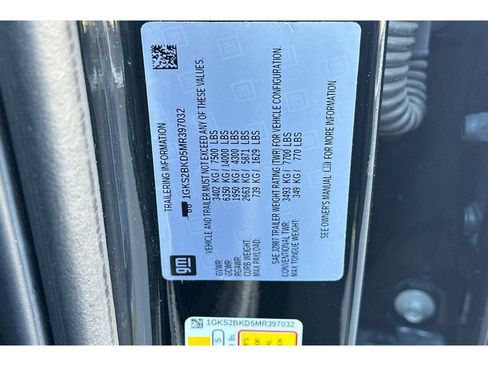 TRAILERING INFORMATION
1GKS2BKD5MR397032
VEHICLE AND TRAILER MUST NOT EXCEED ANY OF THESE VALUES.
GVWR: 3402 KG / 7500 LBS
GCWR: 6350 KG / 14000 LBS
RGAWR: 1950 KG / 4300 LBS
CURB WEIGHT: 2663 KG / 5871 LBS
MAX PAYLOAD: 739 KG / 1629 LBS
SAE J2807 TRAILER WEIGHT RATING (TWR) FOR VEHICLE CONFIGURATION.
CONVENTIONAL TWR: 3493 KG / 7700 LBS
MAX TONGUE WEIGHT: 349 KG / 770 LBS
SEE OWNER'S MANUAL FOR MORE INFORMATION
gm
1GKS2BKD5MR397032
5